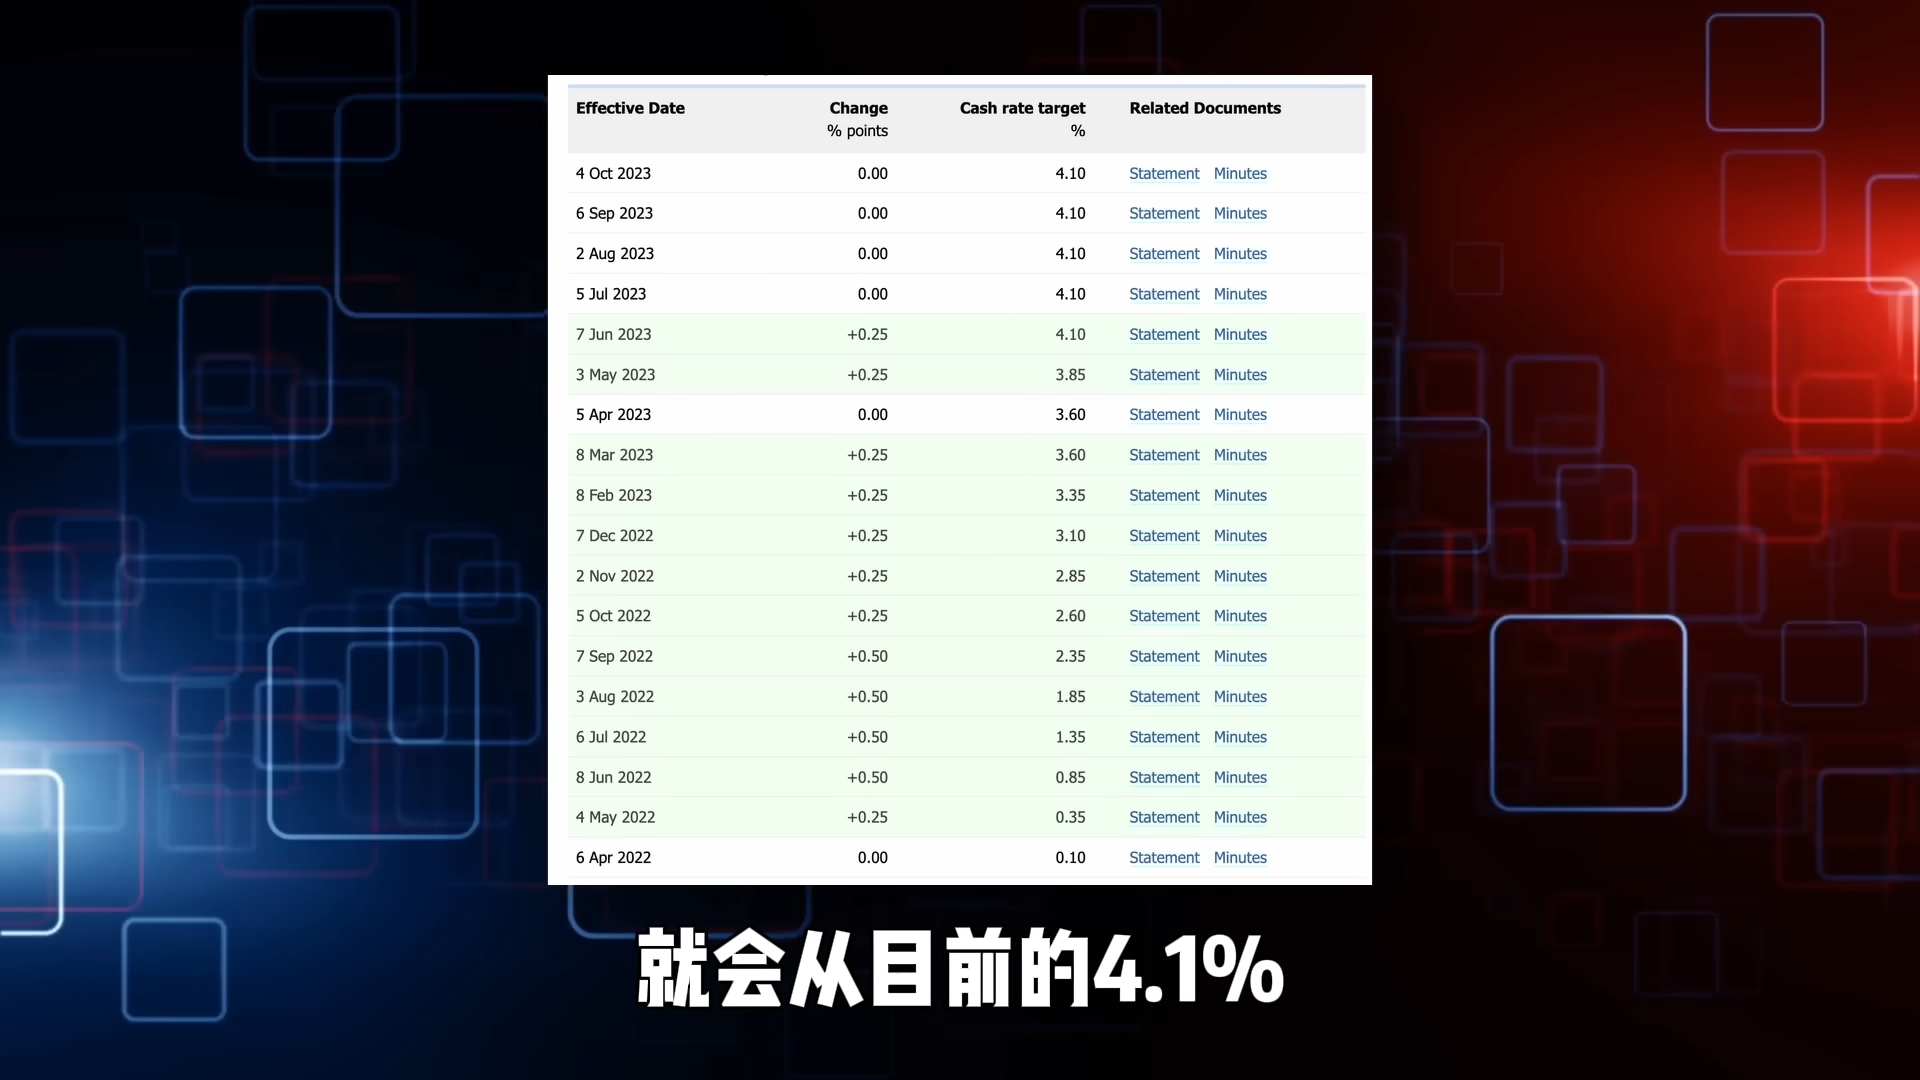 Effective Date Change Cash rate target Related Documents
% points %
4 Oct 2023 0.00 4.10 Statement Minutes
6 Sep 2023 0.00 4.10 Statement Minutes
2 Aug 2023 0.00 4.10 Statement Minutes
5 Jul 2023 0.00 4.10 Statement Minutes
7 Jun 2023 +0.25 4.10 Statement Minutes
3 May 2023 +0.25 3.85 Statement Minutes
5 Apr 2023 0.00 3.60 Statement Minutes
8 Mar 2023 +0.25 3.60 Statement Minutes
8 Feb 2023 +0.25 3.35 Statement Minutes
7 Dec 2022 +0.25 3.10 Statement Minutes
2 Nov 2022 +0.25 2.85 Statement Minutes
5 Oct 2022 +0.25 2.60 Statement Minutes
7 Sep 2022 +0.50 2.35 Statement Minutes
3 Aug 2022 +0.50 1.85 Statement Minutes
6 Jul 2022 +0.50 1.35 Statement Minutes
8 Jun 2022 +0.50 0.85 Statement Minutes
4 May 2022 +0.25 0.35 Statement Minutes
6 Apr 2022 0.00 0.10 Statement Minutes
就会从目前的4.1%